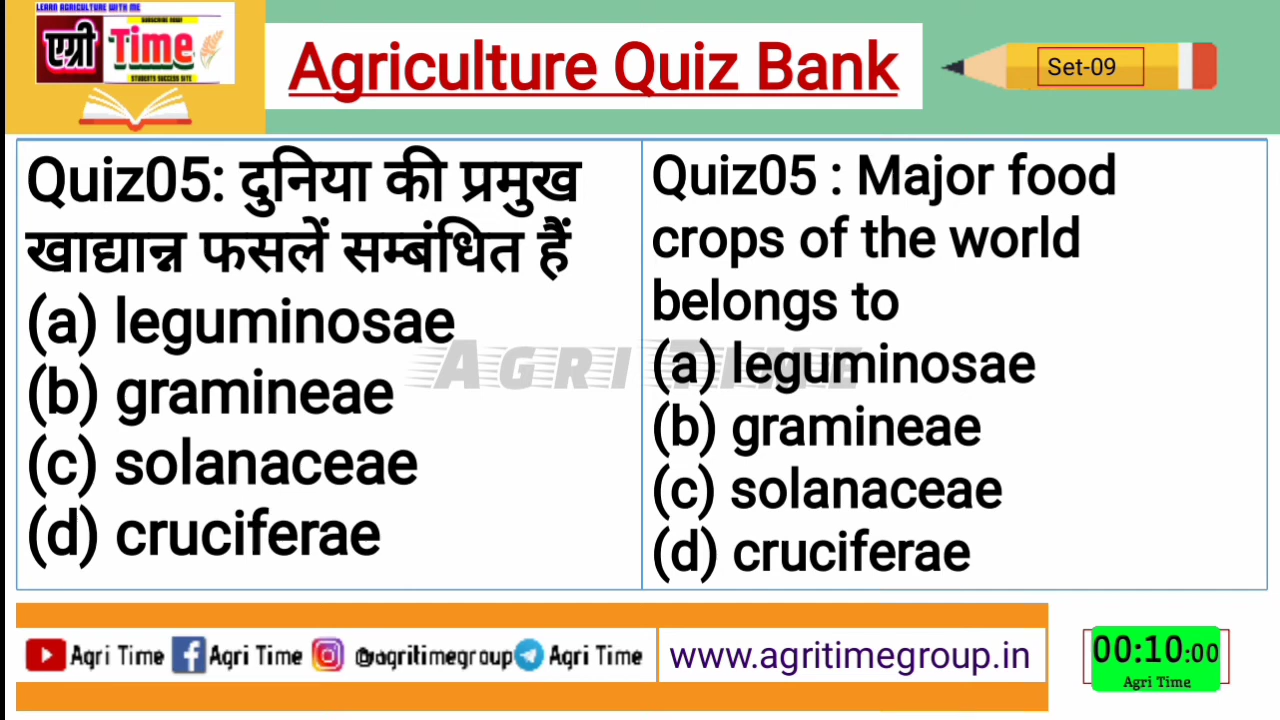 LEARN AGRICULTURE WITH ME
SUBSCRIBE NOW!
एग्री Time
STUDENTS SUCCESS SITE
Agriculture Quiz Bank
Set-09
Quiz05: दुनिया की प्रमुख
खाद्यान्न फसलें सम्बंधित हैं
(a) leguminosae
(b) gramineae
(c) solanaceae
(d) cruciferae
Quiz05 : Major food
crops of the world
belongs to
(a) leguminosae
(b) gramineae
(c) solanaceae
(d) cruciferae
AGRI TIME
Agri Time
Agri Time
@agritimegroup
Agri Time
www.agritimegroup.in
00:10:00
Agri Time